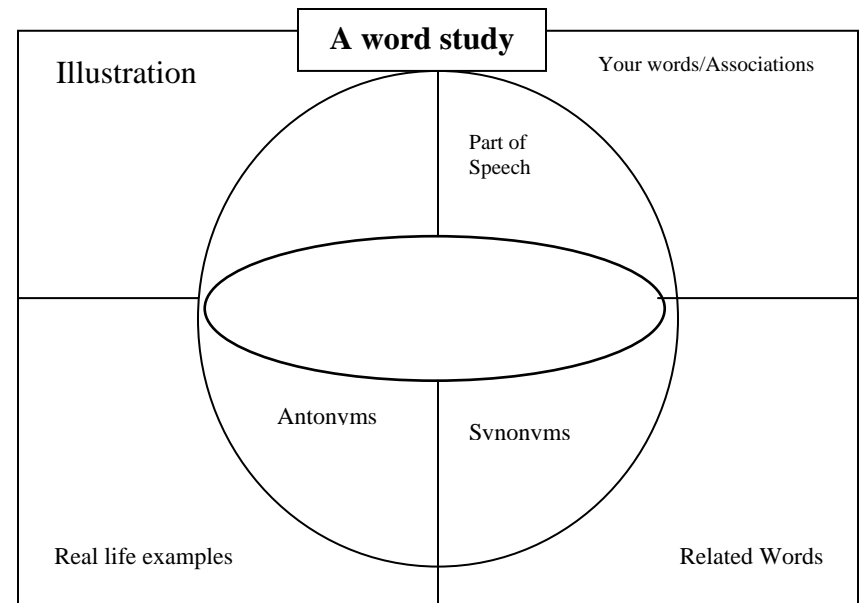 A word study
Illustration
Your words/Associations
Part of
Speech
Antonyms
Synonyms
Real life examples
Related Words